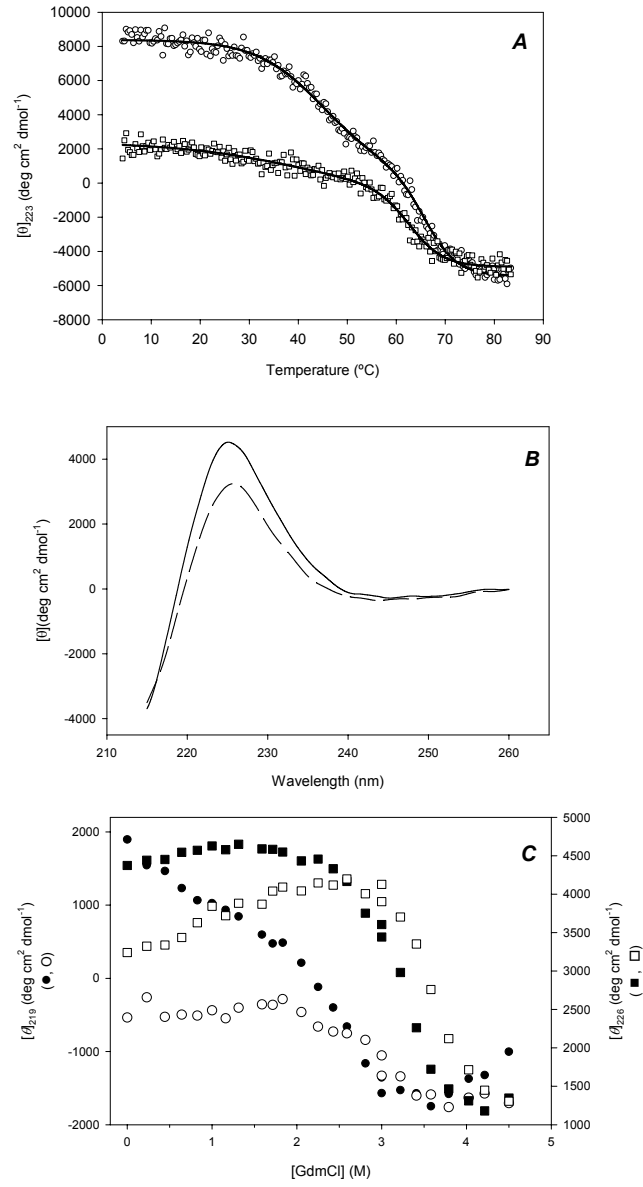 A
10000
8000
6000
4000
2000
0
-2000
-4000
-6000
-8000
[θ]223 (deg cm2 dmol-1)
0 10 20 30 40 50 60 70 80 90
Temperature (ºC)
B
4000
2000
0
-2000
-4000
[θ](deg cm2 dmol-1)
210 220 230 240 250 260
Wavelength (nm)
C
2000
1000
0
-1000
-2000
[θ]219 (deg cm2 dmol-1)
(●, O)
5000
4500
4000
3500
3000
2500
2000
1500
1000
[θ]226 (deg cm2 dmol-1)
(■, □)
0 1 2 3 4 5
[GdmCl] (M)